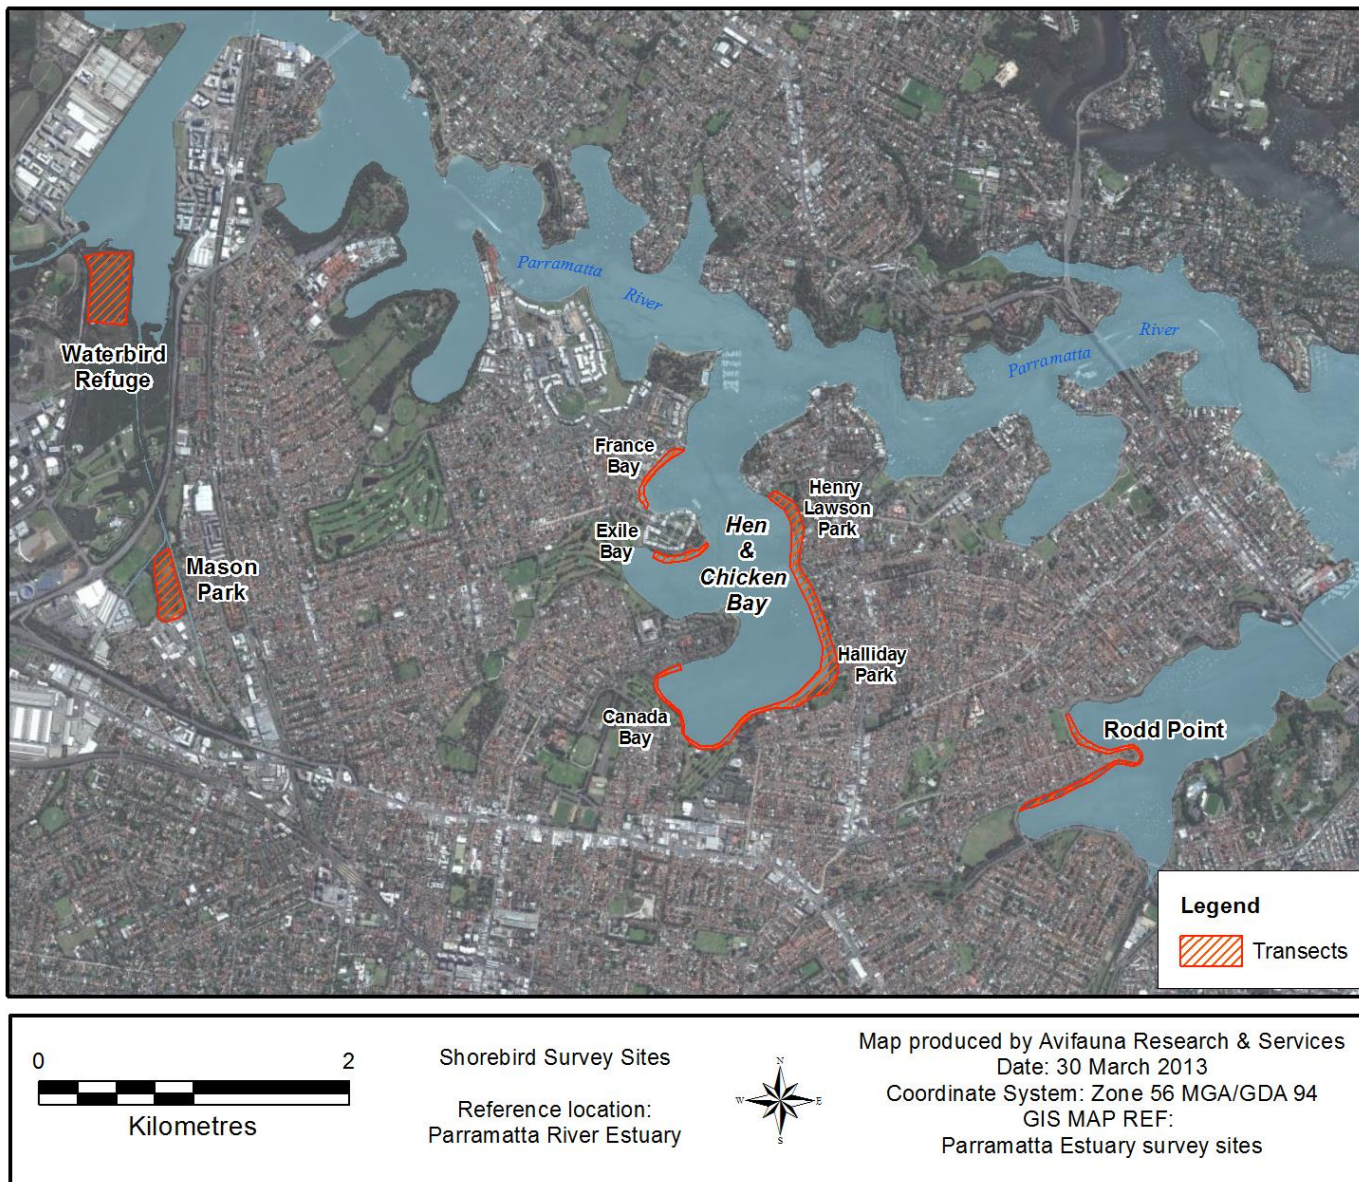 Parramatta
River
River
Parramatta
Waterbird
Refuge
France
Bay
Henry
Lawson
Park
Exile
Bay
Hen
&
Chicken
Bay
Mason
Park
Halliday
Park
Canada
Bay
Rodd Point
Legend
Transects
0 2
Kilometres
Shorebird Survey Sites
Reference location:
Parramatta River Estuary
N
W E
S
Map produced by Avifauna Research & Services
Date: 30 March 2013
Coordinate System: Zone 56 MGA/GDA 94
GIS MAP REF:
Parramatta Estuary survey sites